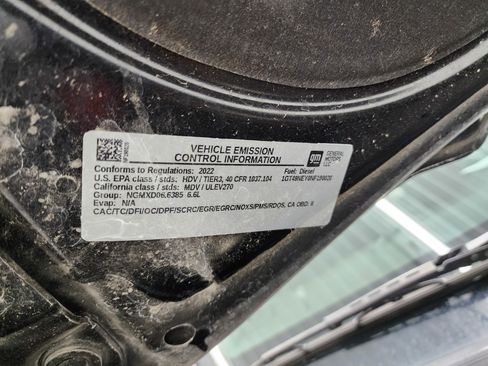 VEHICLE EMISSION
CONTROL INFORMATION
gm GENERAL
MOTORS
LLC
Conforms to Regulations: 2022
Fuel: Diesel
U.S. EPA class / stds: HDV / TIER3, 40 CFR 1037.104
California class / stds: MDV / ULEV270
Group: NGMXD06.6385 6.6L
Evap: N/A
CAC/TC/DFI/OC/DPF/SCRC/EGR/EGRC/NOXS/PMS/RDOS, CA OBD: II